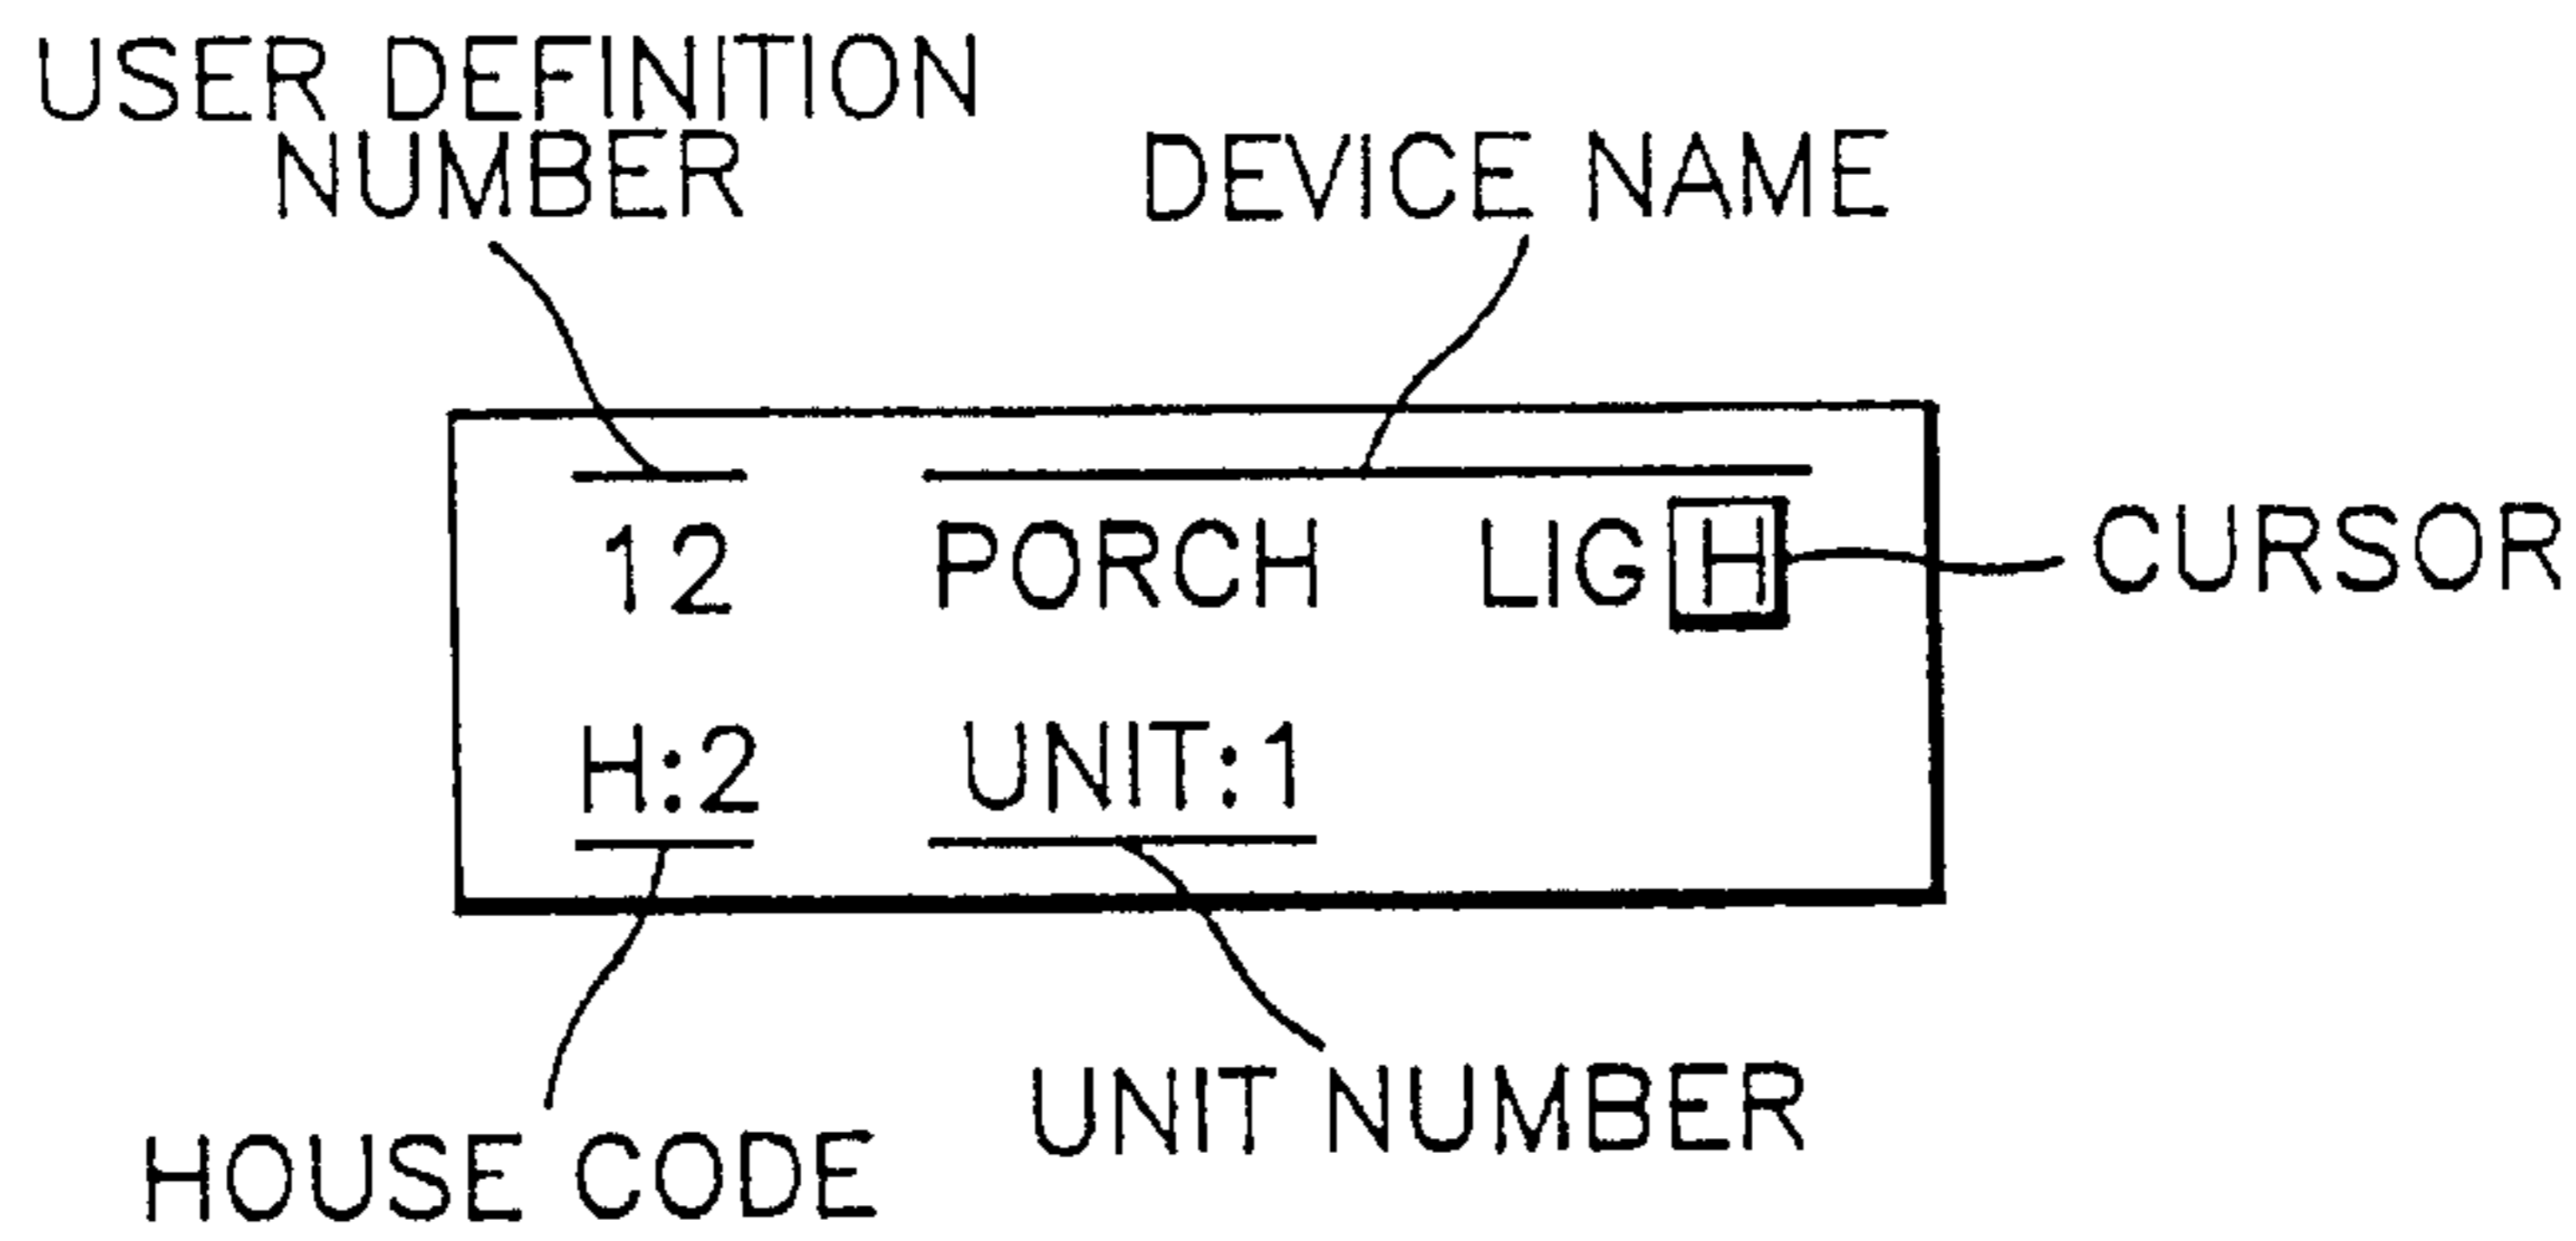 USER DEFINITION
NUMBER
DEVICE NAME
12 PORCH LIGH
CURSOR
H:2 UNIT:1
UNIT NUMBER
HOUSE CODE